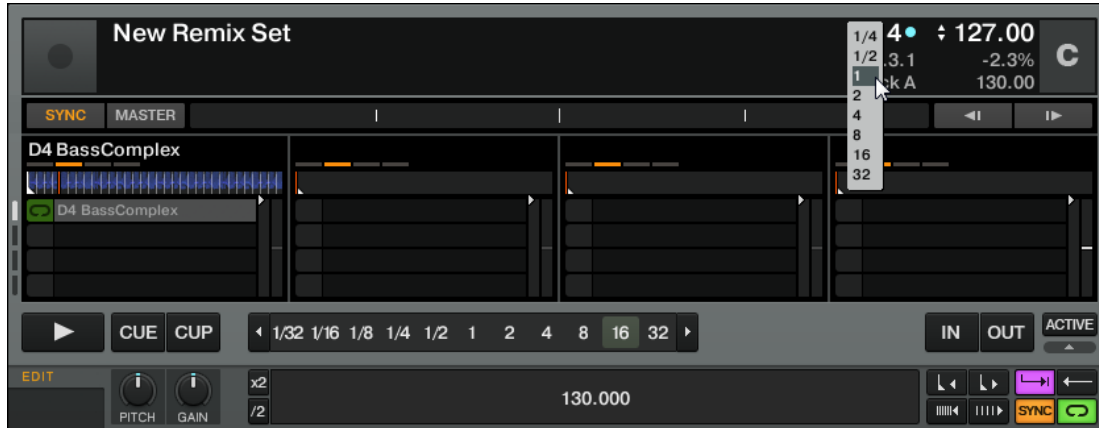 New Remix Set
1/4 4 127.00
1/2 .3.1 -2.3% C
1 ck A 130.00
2
4
8
16
32
SYNC MASTER
D4 BassComplex
D4 BassComplex
CUE CUP 1/32 1/16 1/8 1/4 1/2 1 2 4 8 16 32 IN OUT ACTIVE
EDIT
x2
/2
130.000
PITCH GAIN
SYNC